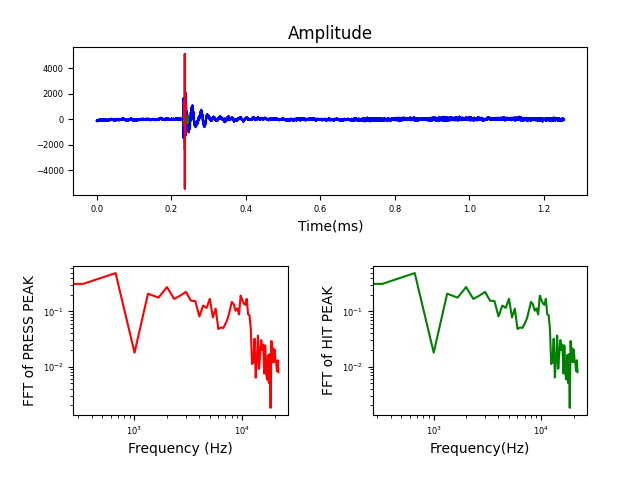 Amplitude
4000
2000
0
−2000
−4000
0.0 0.2 0.4 0.6 0.8 1.0 1.2
Time(ms)
FFT of PRESS PEAK
10⁻¹
10⁻²
10³ 10⁴
Frequency (Hz)
FFT of HIT PEAK
10⁻¹
10⁻²
10³ 10⁴
Frequency(Hz)